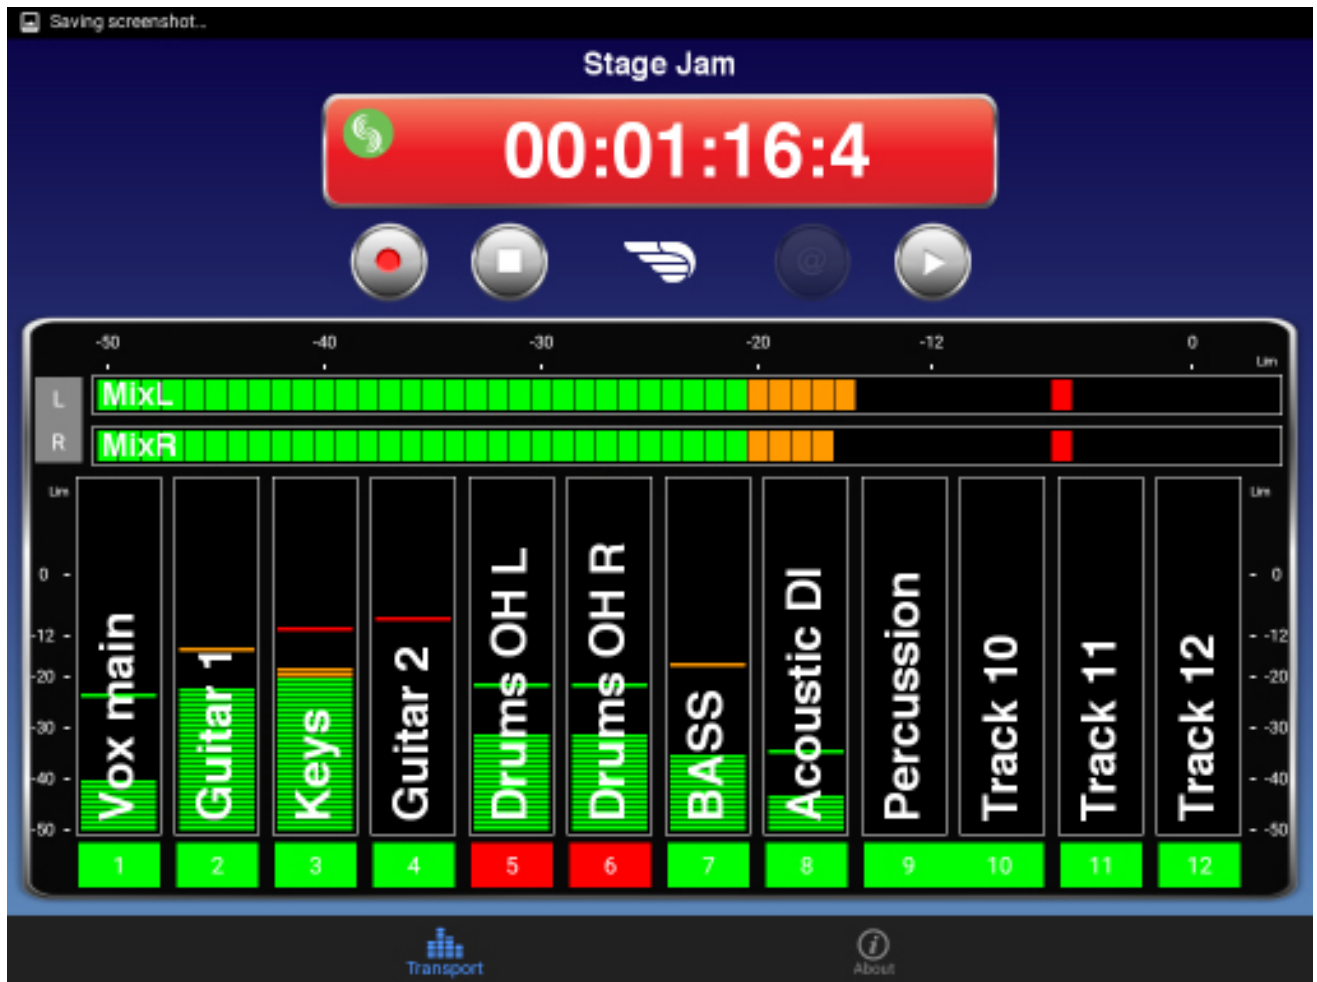 Saving screenshot...
Stage Jam
00:01:16:4
@
-50 -40 -30 -20 -12 0
Lim
L MixL
R MixR
Lim Lim
0 - - 0
-12 - - -12
-20 - - -20
-30 - - -30
-40 - - -40
-50 - - -50
Vox main
Guitar 1
Keys
Guitar 2
Drums OH L
Drums OH R
BASS
Acoustic DI
Percussion
Track 10
Track 11
Track 12
1 2 3 4 5 6 7 8 9 10 11 12
Transport
i
About